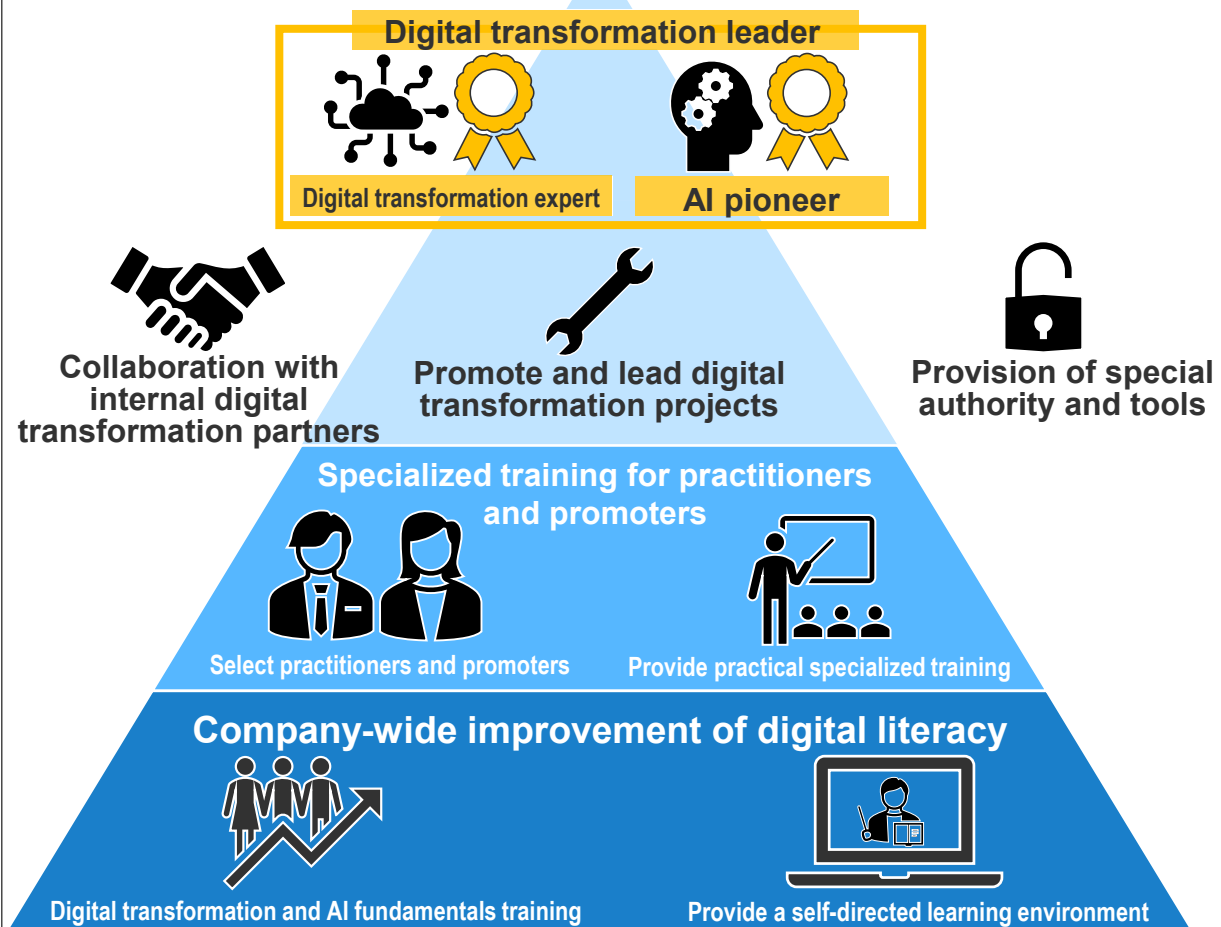 Digital transformation leader
Digital transformation expert
AI pioneer
Collaboration with
internal digital
transformation partners
Promote and lead digital
transformation projects
Provision of special
authority and tools
Specialized training for practitioners
and promoters
Select practitioners and promoters
Provide practical specialized training
Company-wide improvement of digital literacy
Digital transformation and AI fundamentals training
Provide a self-directed learning environment